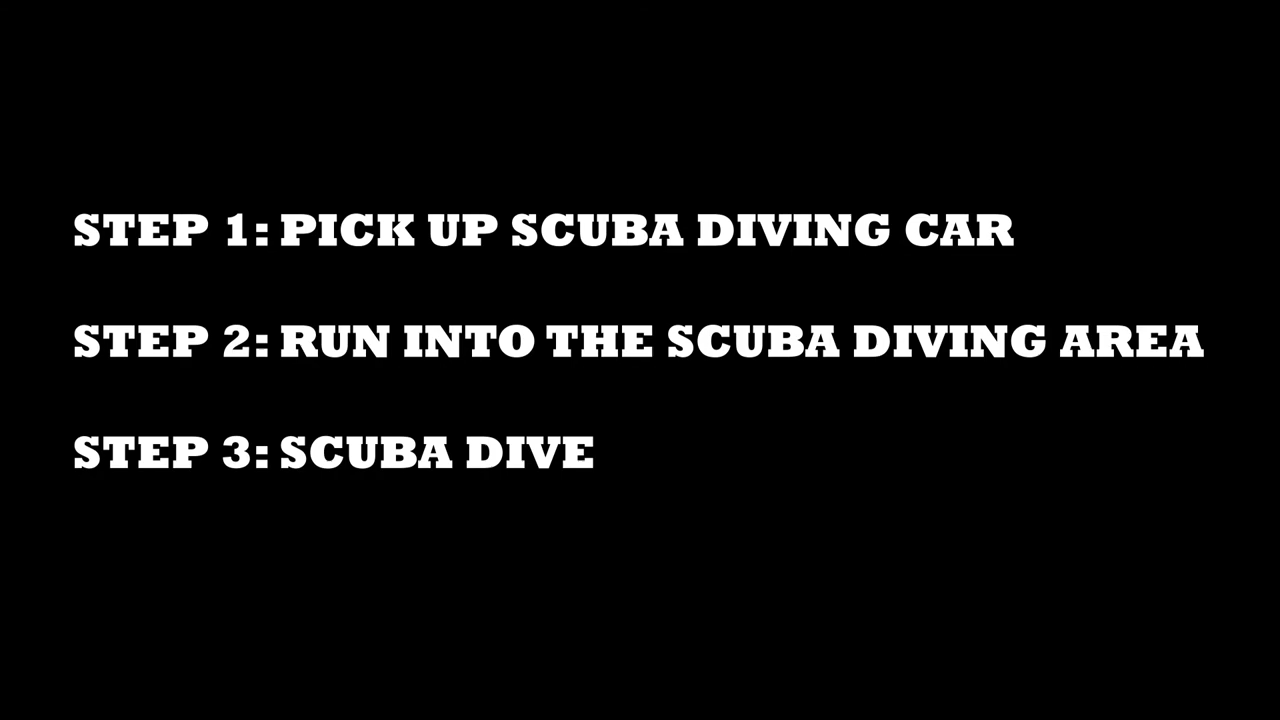 STEP 1: PICK UP SCUBA DIVING CAR
STEP 2: RUN INTO THE SCUBA DIVING AREA
STEP 3: SCUBA DIVE